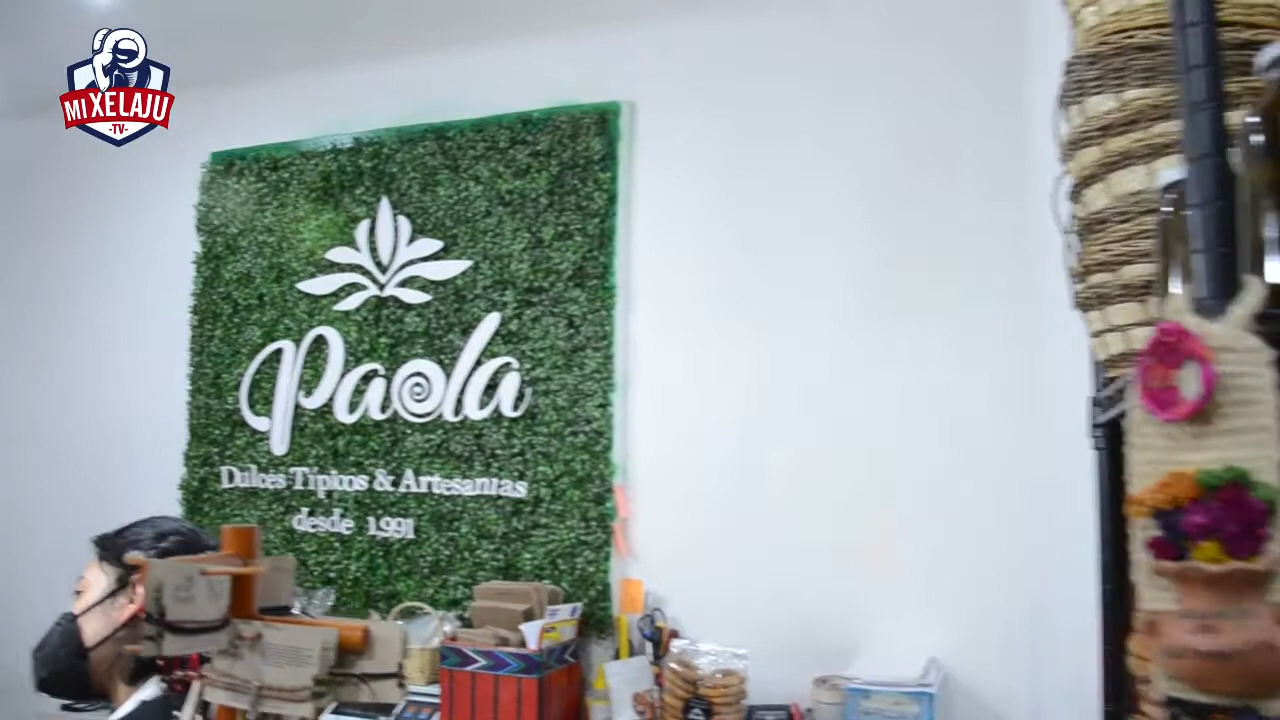 MI XELAJU
-TV-
Paola
Dulces Típicos & Artesanías
desde 1991